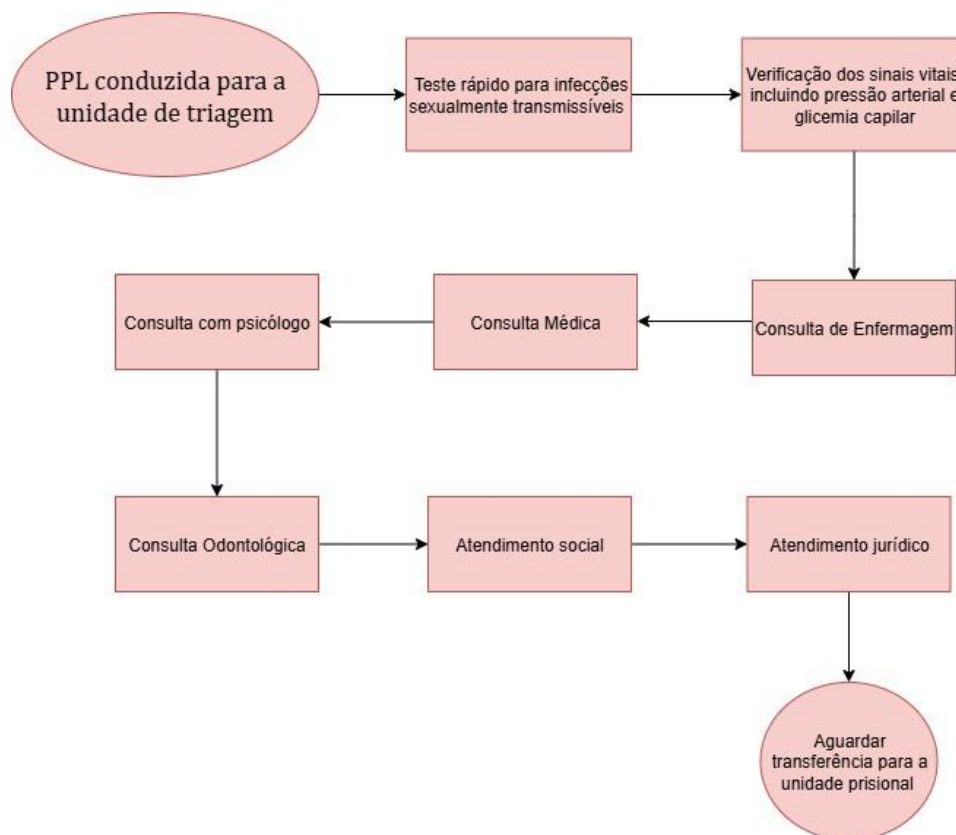 PPL conduzida para a
unidade de triagem
Teste rápido para infecções
sexualmente transmissíveis
Verificação dos sinais vitais
incluindo pressão arterial e
glicemia capilar
Consulta com psicólogo
Consulta Médica
Consulta de Enfermagem
Consulta Odontológica
Atendimento social
Atendimento jurídico
Aguardar
transferência para a
unidade prisional